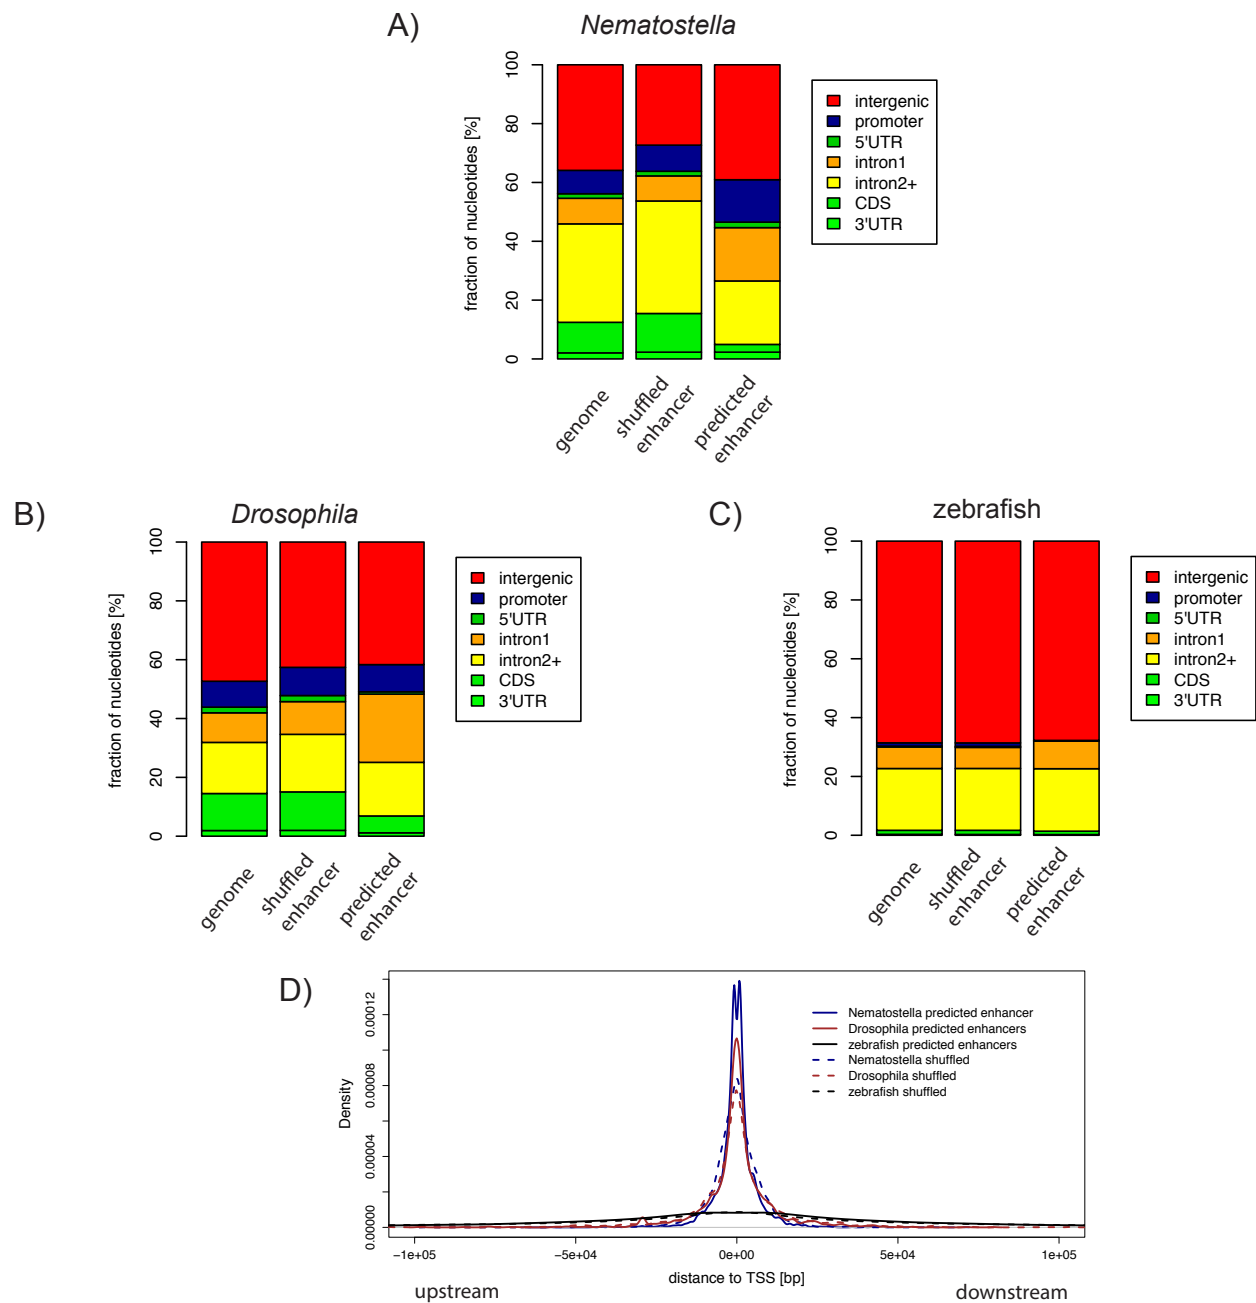 A)
Nematostella
fraction of nucleotides [%]
0 20 40 60 80 100
genome
shuffled
enhancer
predicted
enhancer
intergenic
promoter
5'UTR
intron1
intron2+
CDS
3'UTR
B)
Drosophila
fraction of nucleotides [%]
0 20 40 60 80 100
genome
shuffled
enhancer
predicted
enhancer
intergenic
promoter
5'UTR
intron1
intron2+
CDS
3'UTR
C)
zebrafish
fraction of nucleotides [%]
0 20 40 60 80 100
genome
shuffled
enhancer
predicted
enhancer
intergenic
promoter
5'UTR
intron1
intron2+
CDS
3'UTR
D)
Density
0.00000 0.00004 0.00008 0.00012
Nematostella predicted enhancer
Drosophila predicted enhancers
zebrafish predicted enhancers
Nematostella shuffled
Drosophila shuffled
zebrafish shuffled
−1e+05 −5e+04 0e+00 5e+04 1e+05
distance to TSS [bp]
upstream
downstream